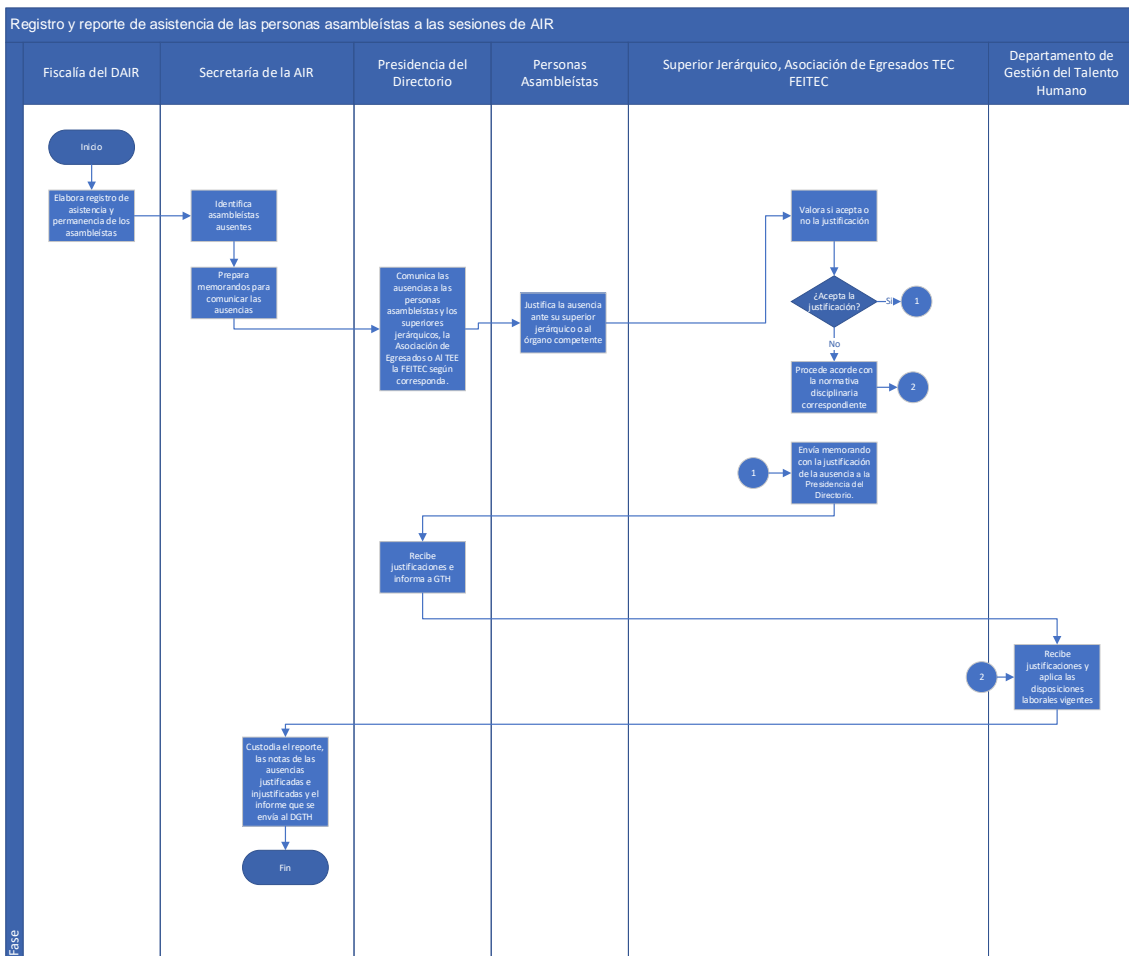 Registro y reporte de asistencia de las personas asambleístas a las sesiones de AIR
Fiscalía del DAIR
Secretaría de la AIR
Presidencia del
Directorio
Personas
Asambleístas
Superior Jerárquico, Asociación de Egresados TEC
FEITEC
Departamento de
Gestión del Talento
Humano
Inicio
Elabora registro de
asistencia y
permanencia de los
asambleístas
Identifica
asambleístas
ausentes
Prepara
memorandos para
comunicar las
ausencias
Comunica las
ausencias a las
personas
asambleístas y los
superiores
jerárquicos, la
Asociación de
Egresados o Al TEE
la FEITEC según
corresponda.
Justifica la ausencia
ante su superior
jerárquico o al
órgano competente
Valora si acepta o
no la justificación
¿Acepta la
justificación?
Si
1
No
Procede acorde con
la normativa
disciplinaria
correspondiente
2
1
Envía memorando
con la justificación
de la ausencia a la
Presidencia del
Directorio.
Recibe
justificaciones e
informa a GTH
2
Recibe
justificaciones y
aplica las
disposiciones
laborales vigentes
Custodia el reporte,
las notas de las
ausencias
justificadas e
injustificadas y el
informe que se
envía al DGTH
Fin
Fase